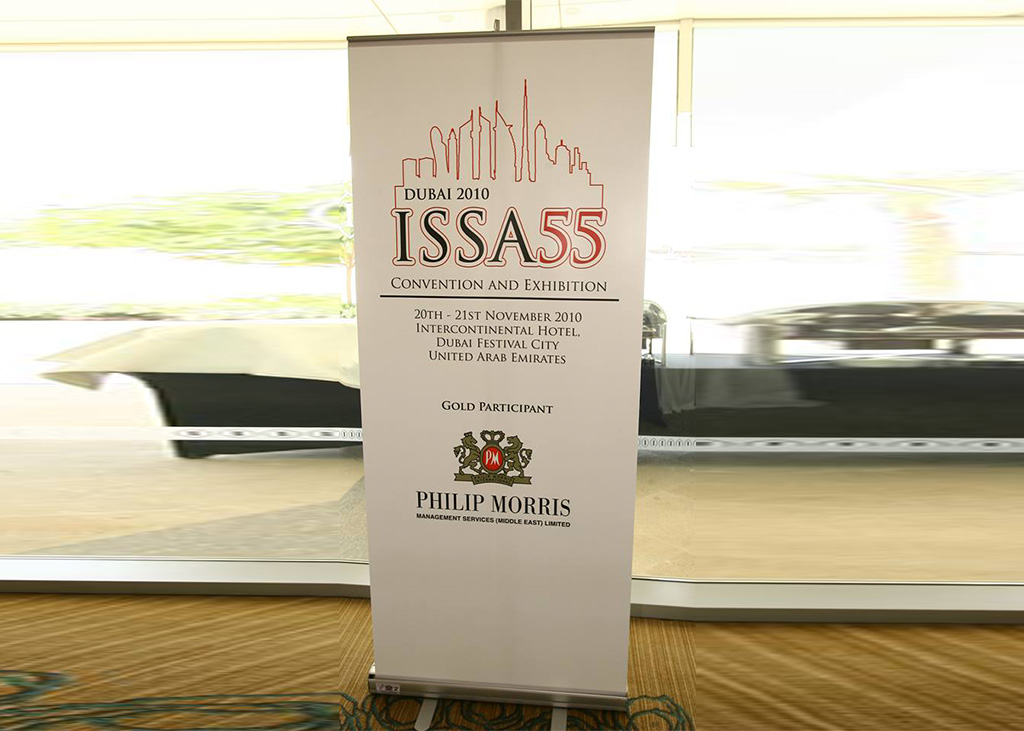 DUBAI 2010
ISSA55
CONVENTION AND EXHIBITION
20TH - 21ST NOVEMBER 2010
INTERCONTINENTAL HOTEL,
DUBAI FESTIVAL CITY
UNITED ARAB EMIRATES
GOLD PARTICIPANT
PM
PHILIP MORRIS
MANAGEMENT SERVICES (MIDDLE EAST) LIMITED